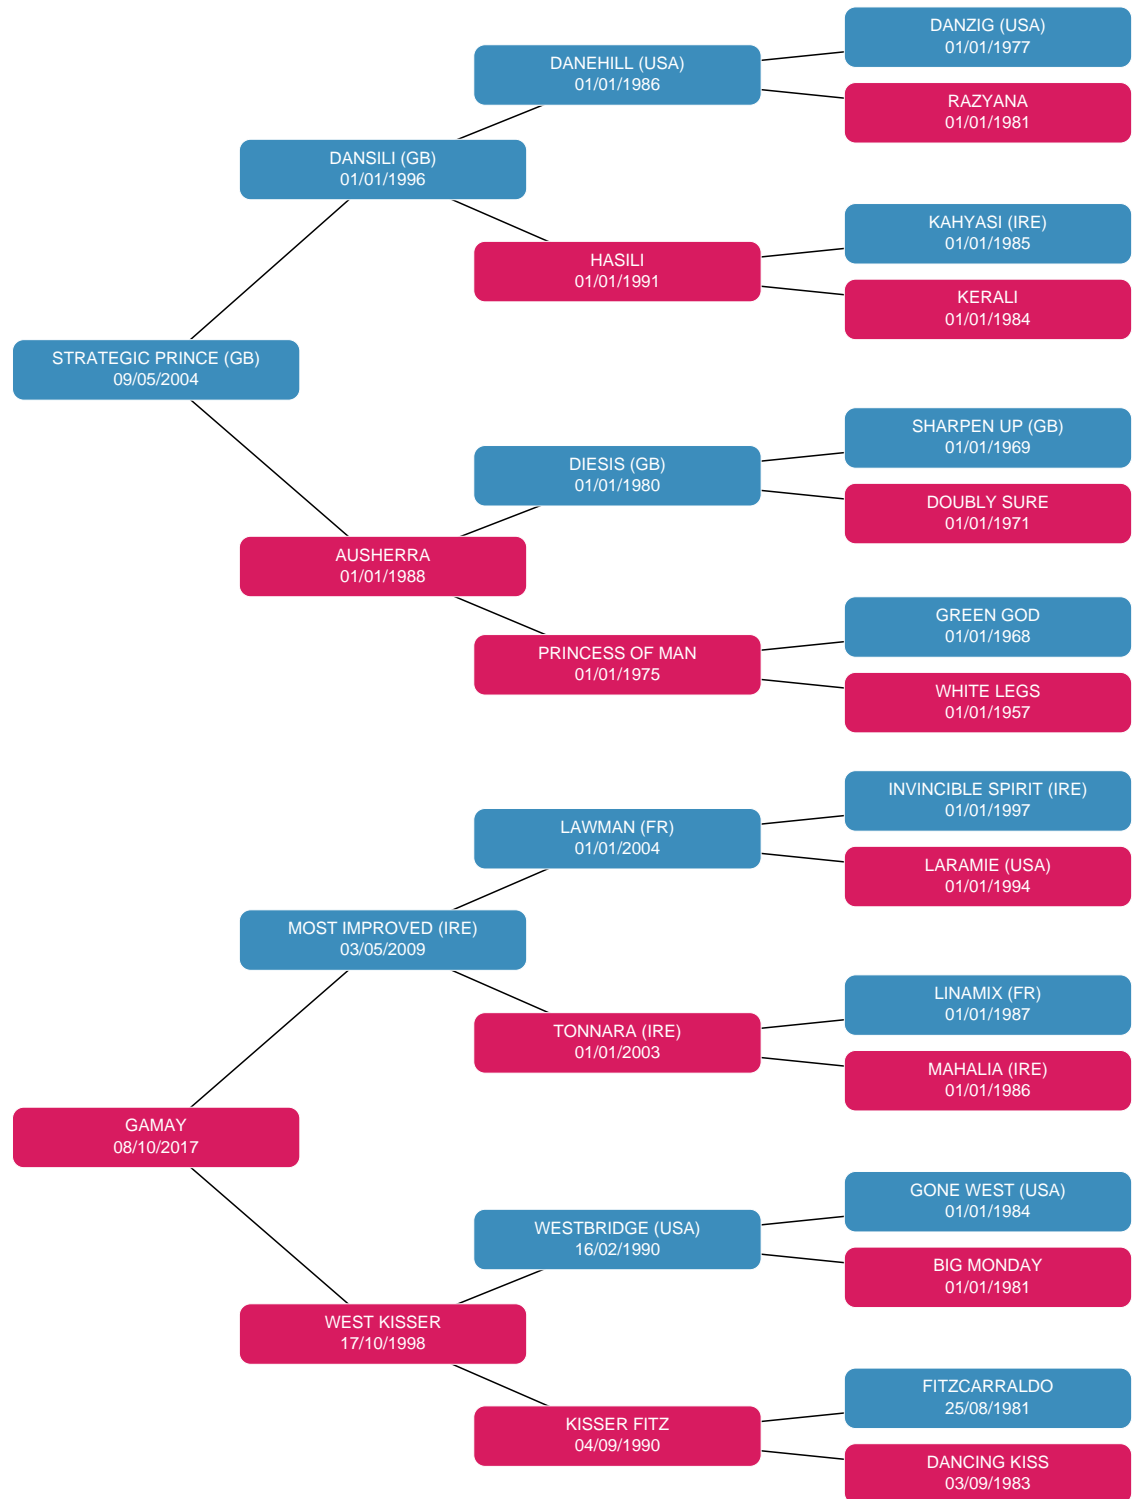 DANZIG (USA)
01/01/1977
DANEHILL (USA)
01/01/1986
RAZYANA
01/01/1981
DANSILI (GB)
01/01/1996
KAHYASI (IRE)
01/01/1985
HASILI
01/01/1991
KERALI
01/01/1984
STRATEGIC PRINCE (GB)
09/05/2004
SHARPEN UP (GB)
01/01/1969
DIESIS (GB)
01/01/1980
DOUBLY SURE
01/01/1971
AUSHERRA
01/01/1988
GREEN GOD
01/01/1968
PRINCESS OF MAN
01/01/1975
WHITE LEGS
01/01/1957
INVINCIBLE SPIRIT (IRE)
01/01/1997
LAWMAN (FR)
01/01/2004
LARAMIE (USA)
01/01/1994
MOST IMPROVED (IRE)
03/05/2009
LINAMIX (FR)
01/01/1987
TONNARA (IRE)
01/01/2003
MAHALIA (IRE)
01/01/1986
GAMAY
08/10/2017
GONE WEST (USA)
01/01/1984
WESTBRIDGE (USA)
16/02/1990
BIG MONDAY
01/01/1981
WEST KISSER
17/10/1998
FITZCARRALDO
25/08/1981
KISSER FITZ
04/09/1990
DANCING KISS
03/09/1983